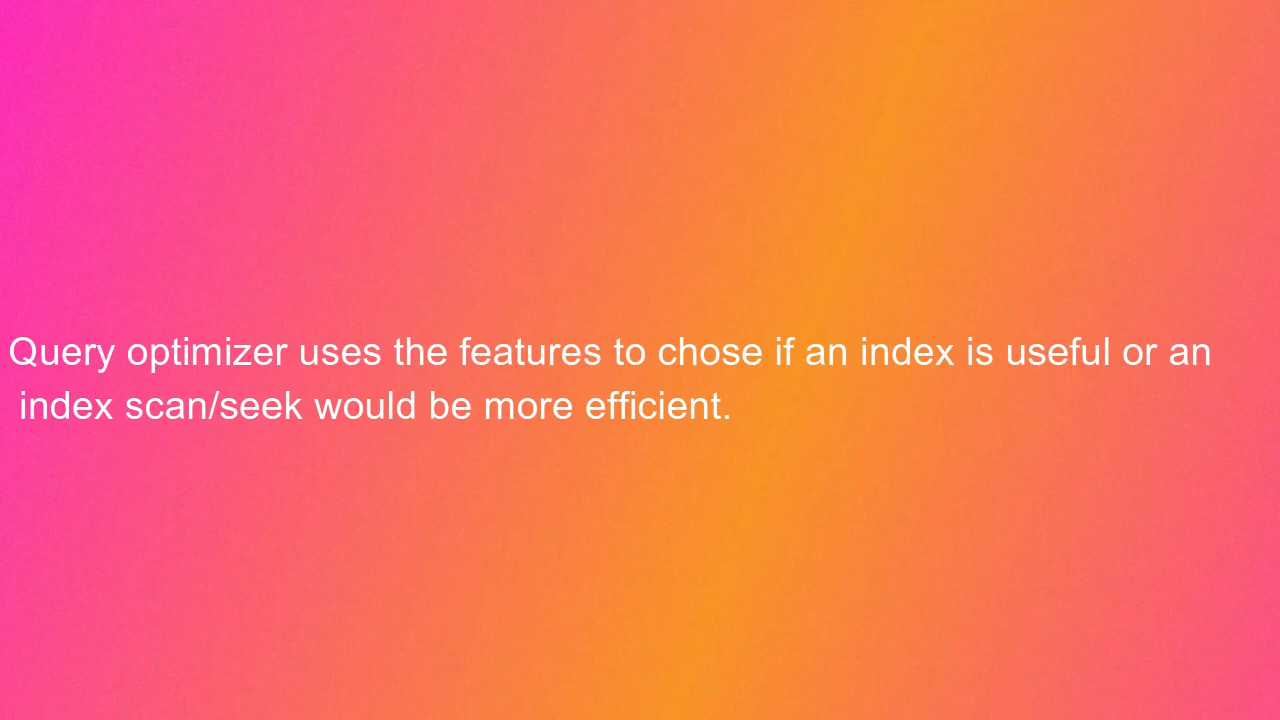 Query optimizer uses the features to chose if an index is useful or an
index scan/seek would be more efficient.